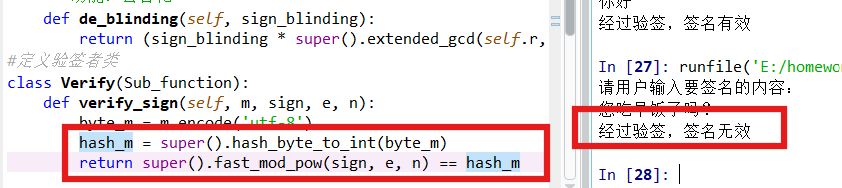 def de_blinding(self, sign_blinding):
return (sign_blinding * super().extended_gcd(self.r,
#定义验签者类
class Verify(Sub_function):
def verify_sign(self, m, sign, e, n):
byte_m = m.encode('utf-8')
hash_m = super().hash_byte_to_int(byte_m)
return super().fast_mod_pow(sign, e, n) == hash_m
你好
经过验签，签名有效
In [27]: runfile('E:/homewo
请用户输入要签名的内容：
您吃早饭了吗？
经过验签，签名无效
In [28]: